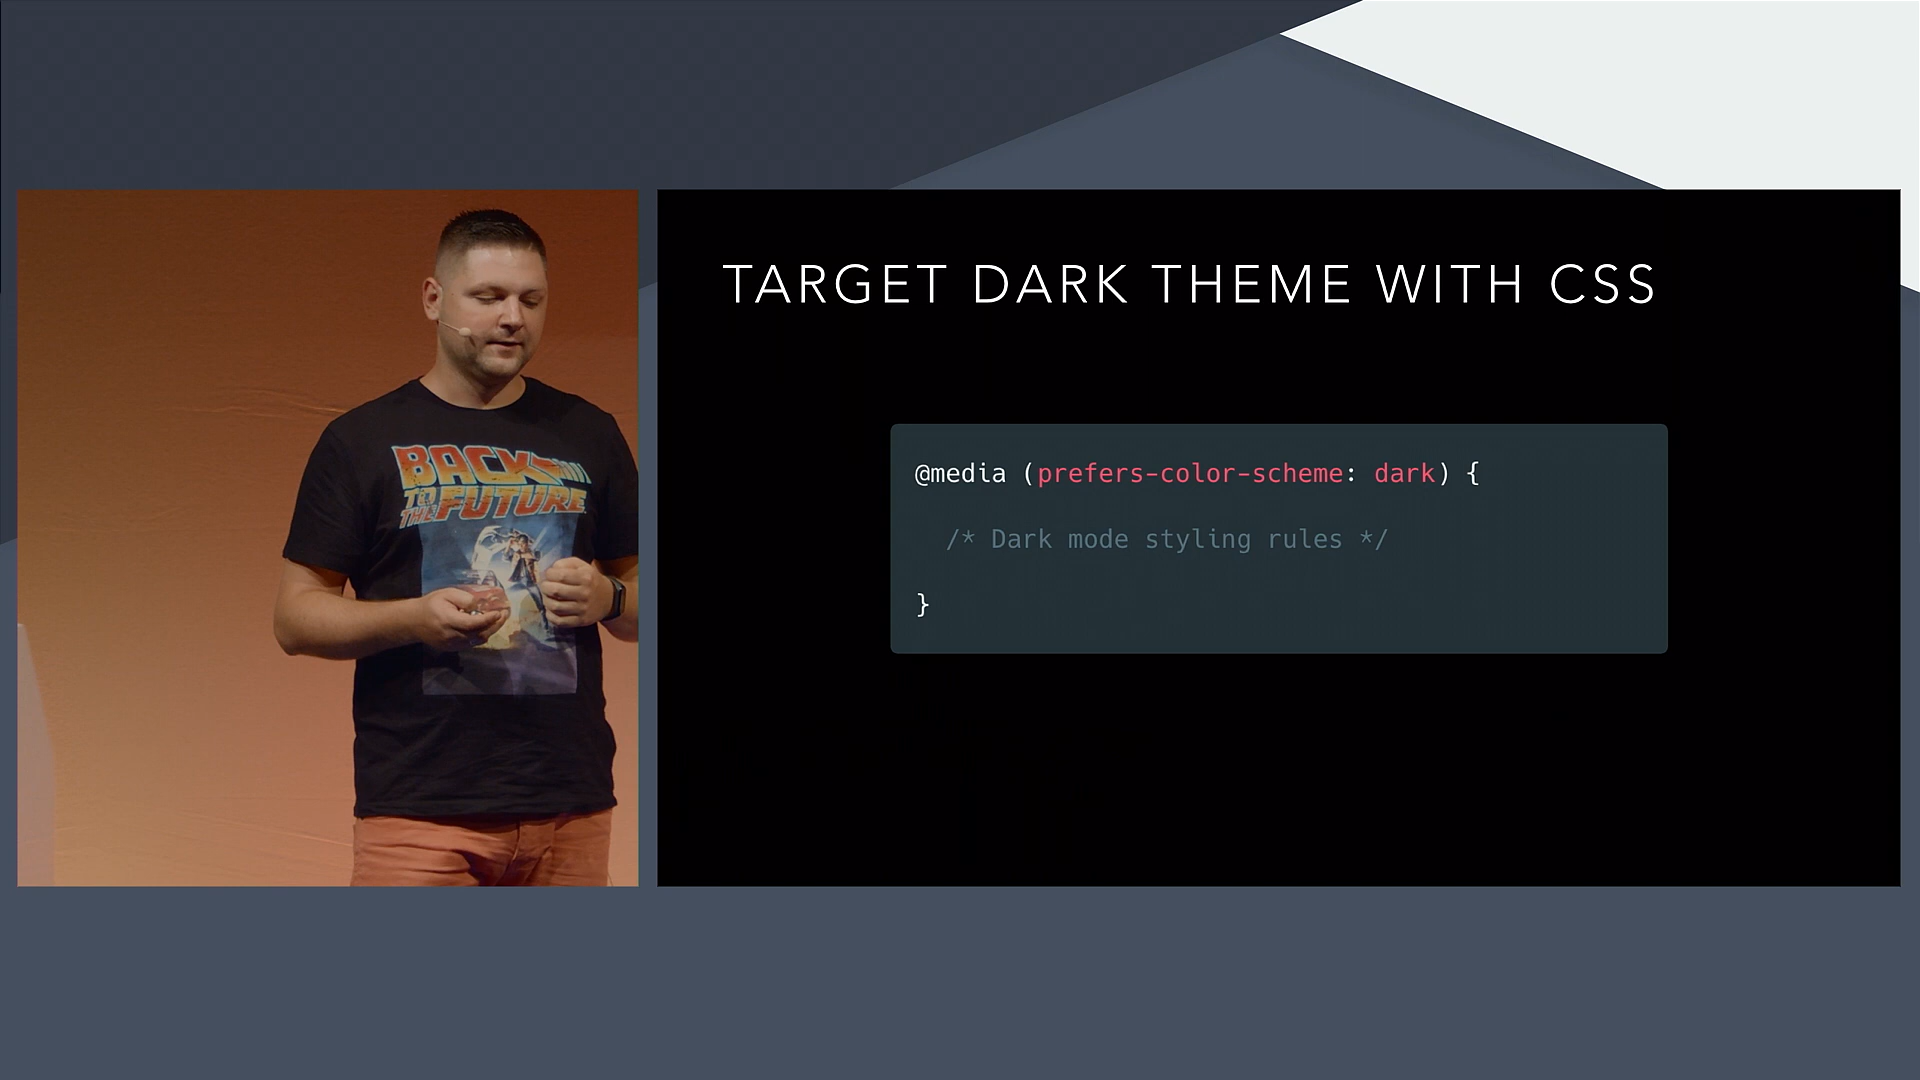 BACK
TO THE FUTURE
TARGET DARK THEME WITH CSS
@media (prefers-color-scheme: dark) {
/* Dark mode styling rules */
}